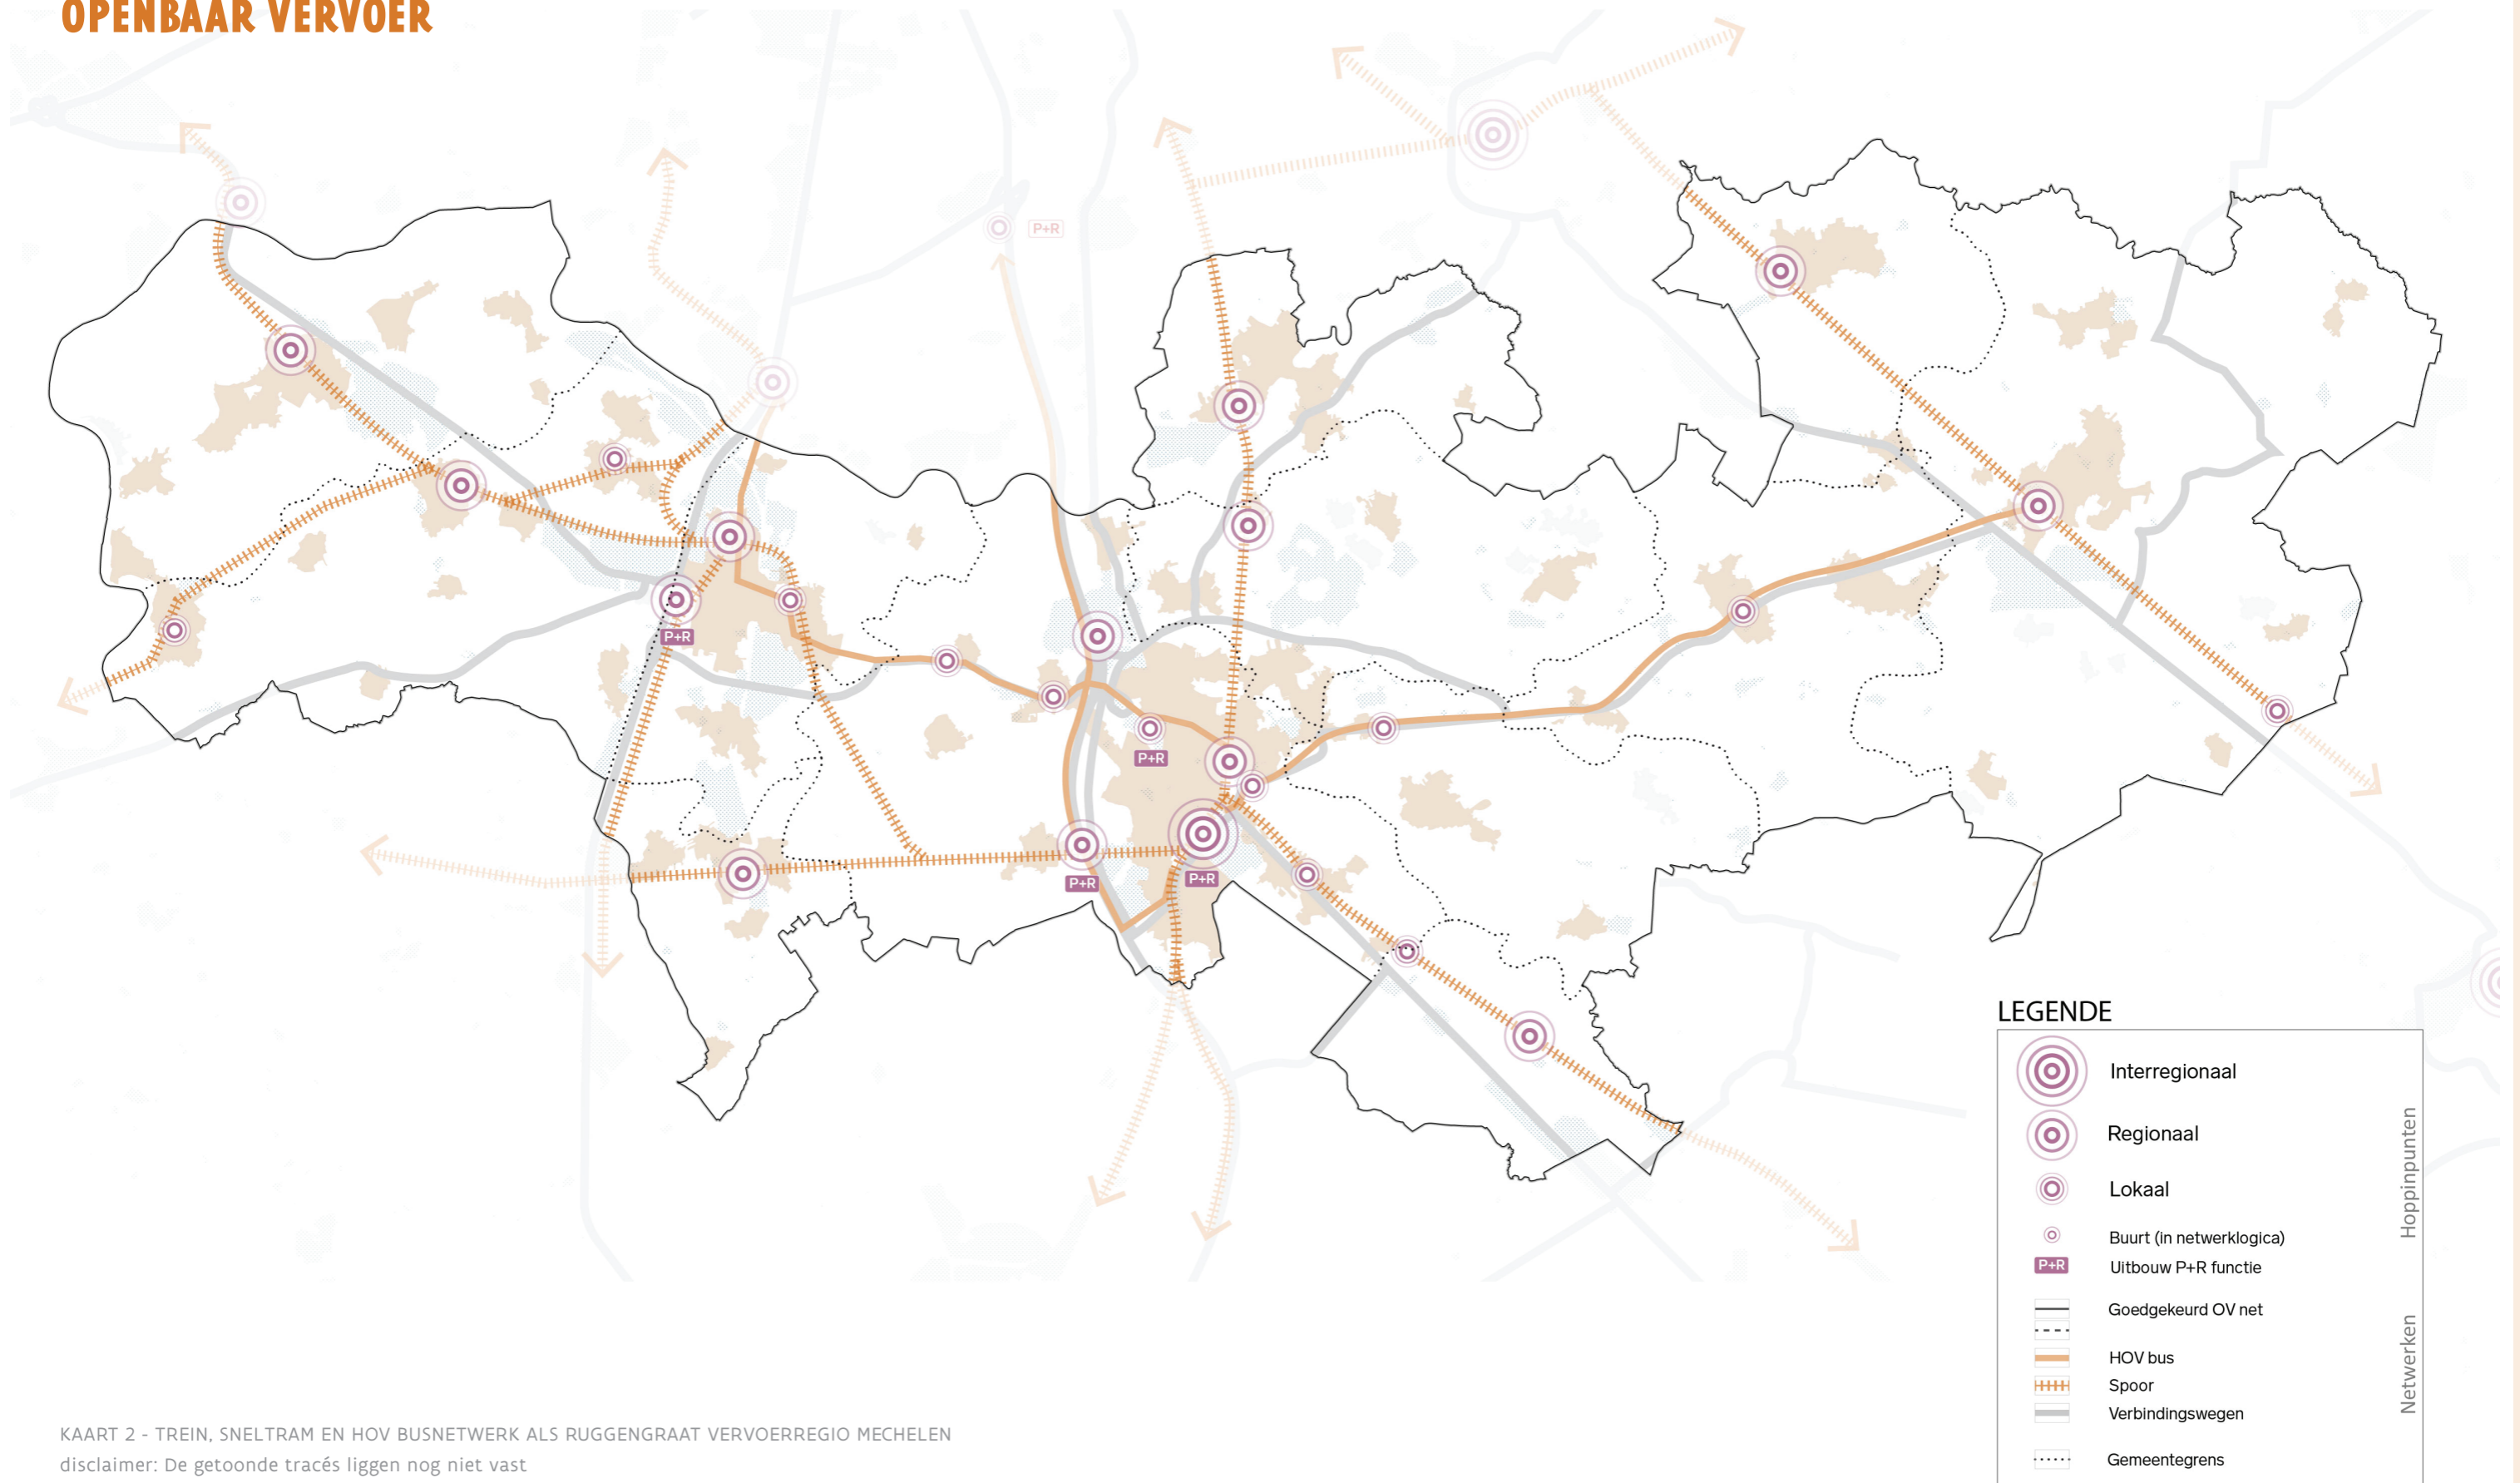 OPENBAAR VERVOER
P+R
P+R
P+R
P+R
P+R
LEGENDE
Interregionaal
Regionaal
Lokaal
Buurt (in netwerklogica)
P+R Uitbouw P+R functie
Hoppinpunten
Goedgekeurd OV net
HOV bus
Spoor
Verbindingswegen
Netwerken
Gemeentegrens
KAART 2 - TREIN, SNELTRAM EN HOV BUSNETWERK ALS RUGGENGRAAT VERVOERREGIO MECHELEN
disclaimer: De getoonde tracés liggen nog niet vast